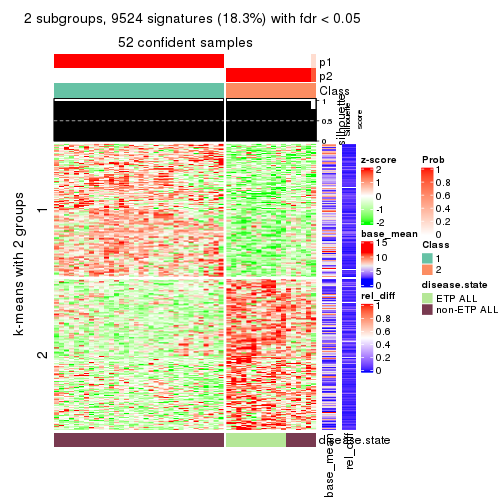 2 subgroups, 9524 signatures (18.3%) with fdr < 0.05
52 confident samples
p1
p2
Class
silhouette
Silhouette
score
1
0.5
0
k-means with 2 groups
1
2
z-score
2
1
0
-1
-2
base_mean
15
10
5
0
rel_diff
1
0.8
0.6
0.4
0.2
0
Prob
1
0.8
0.6
0.4
0.2
0
Class
1
2
disease.state
ETP ALL
non-ETP ALL
disease.state
base_mean
rel_diff